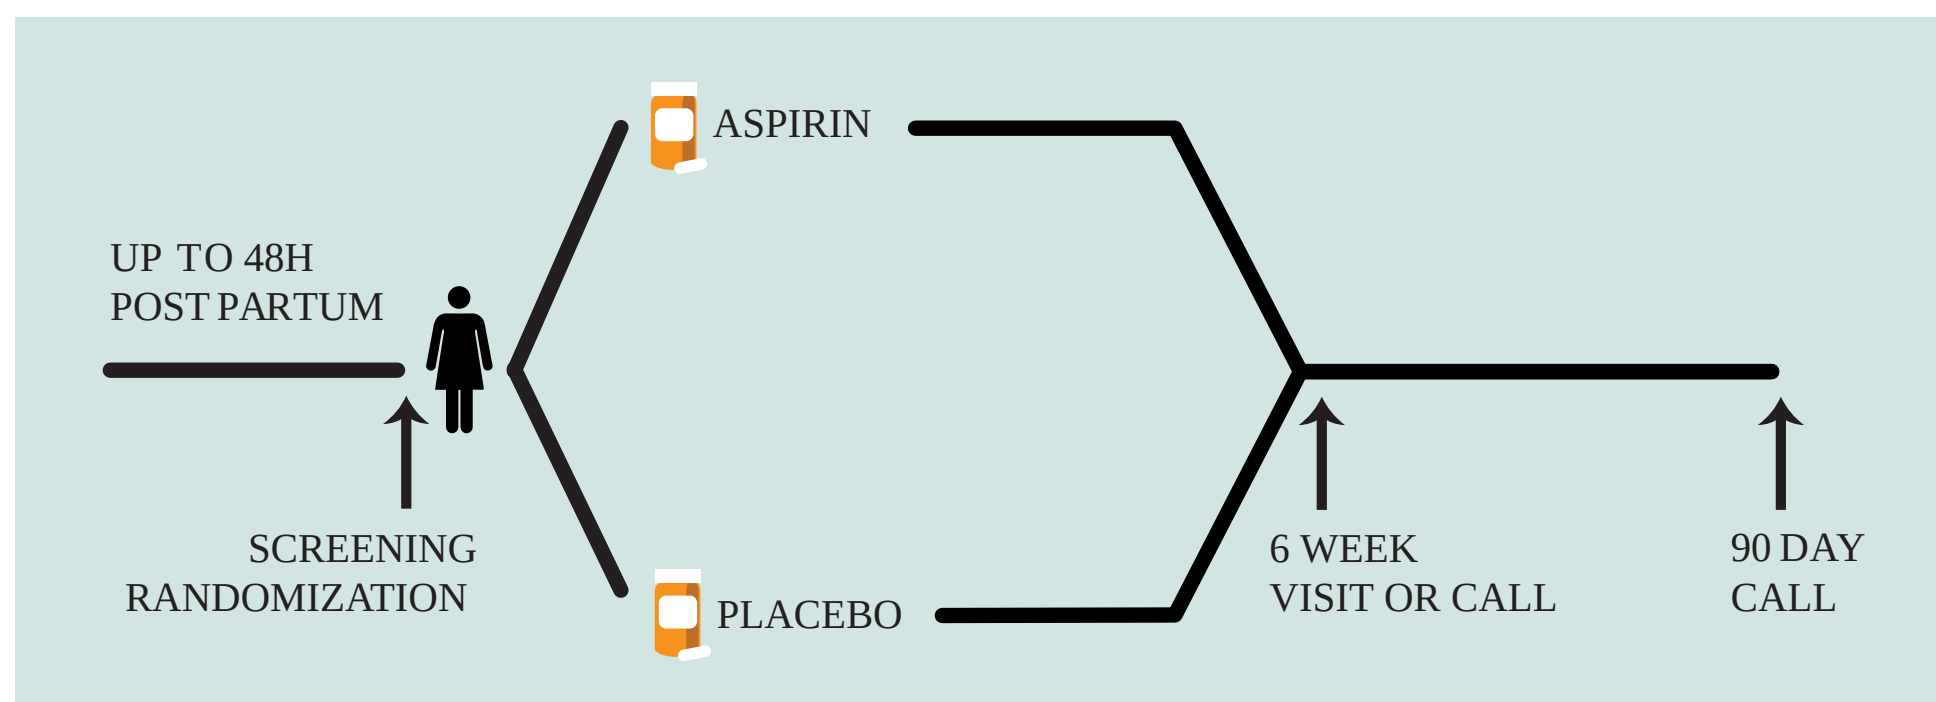 ASPIRIN
UP TO 48H
POST PARTUM
SCREENING
RANDOMIZATION
PLACEBO
6 WEEK
VISIT OR CALL
90 DAY
CALL